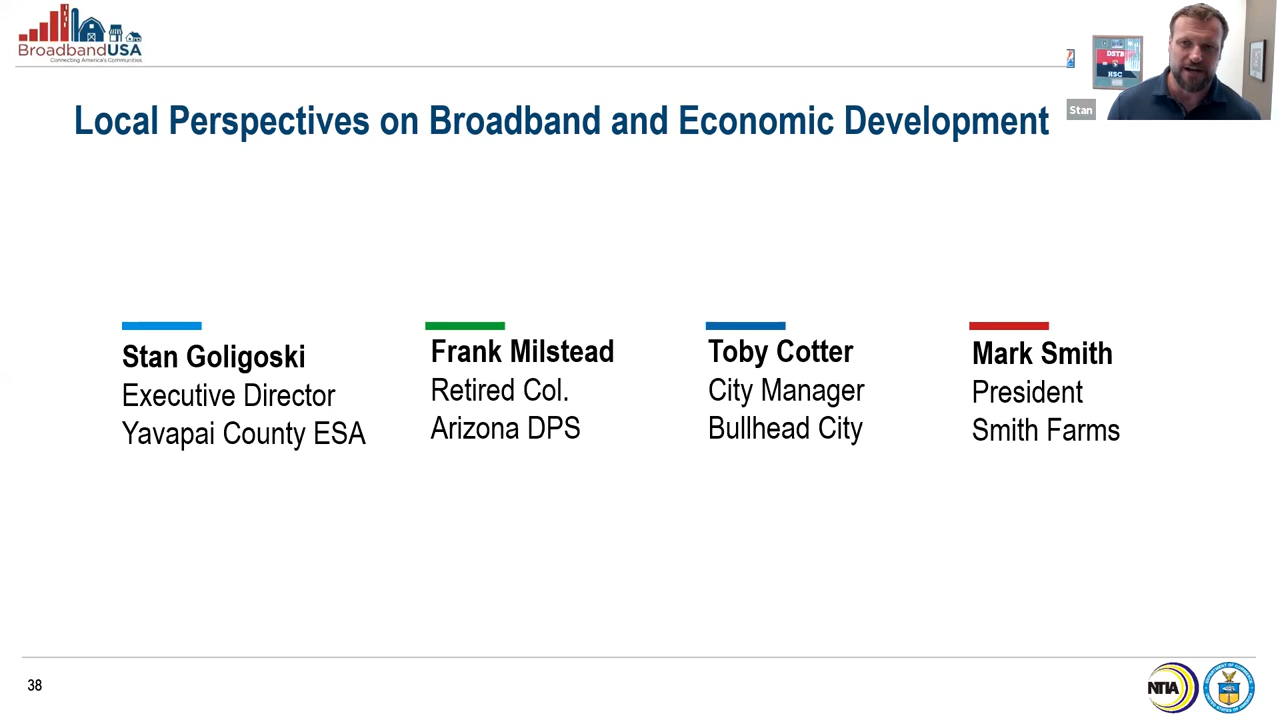 BroadbandUSA
Connecting America's Communities
DSTB
HSC
Stan
Local Perspectives on Broadband and Economic Development
Stan Goligoski
Executive Director
Yavapai County ESA
Frank Milstead
Retired Col.
Arizona DPS
Toby Cotter
City Manager
Bullhead City
Mark Smith
President
Smith Farms
38
NTIA